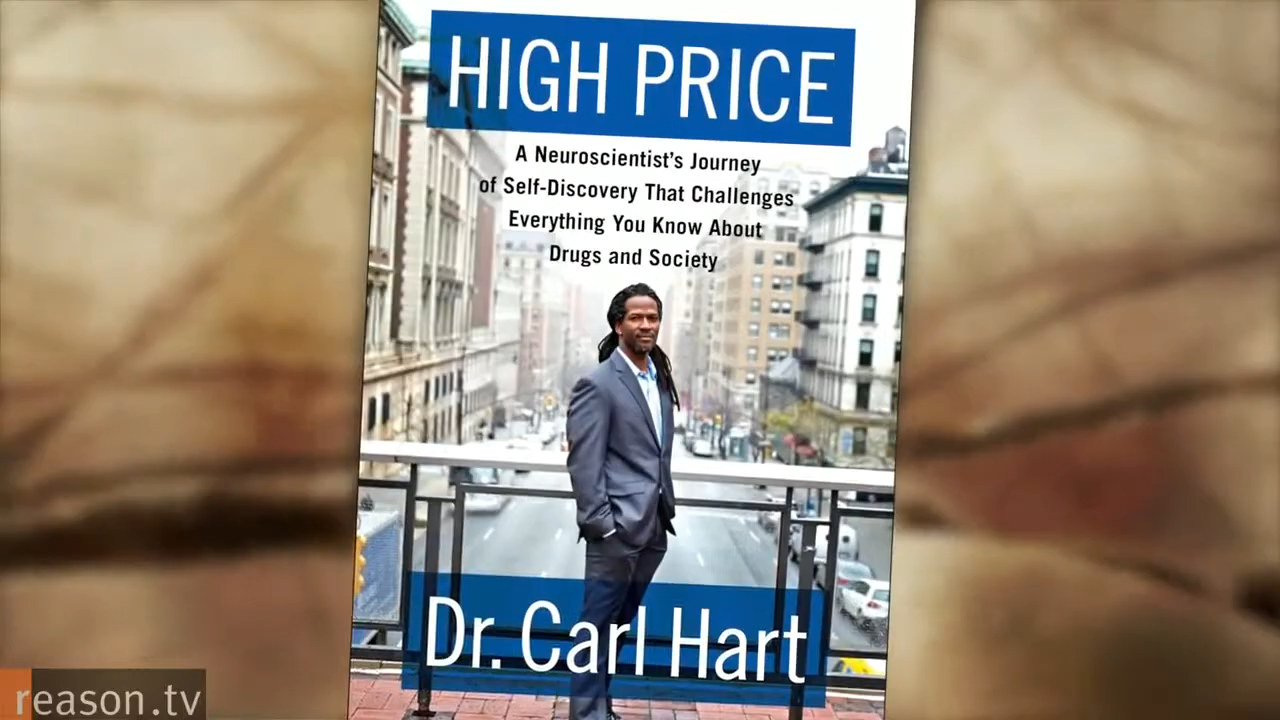 HIGH PRICE
A Neuroscientist's Journey
of Self-Discovery That Challenges
Everything You Know About
Drugs and Society
Dr. Carl Hart
reason.tv